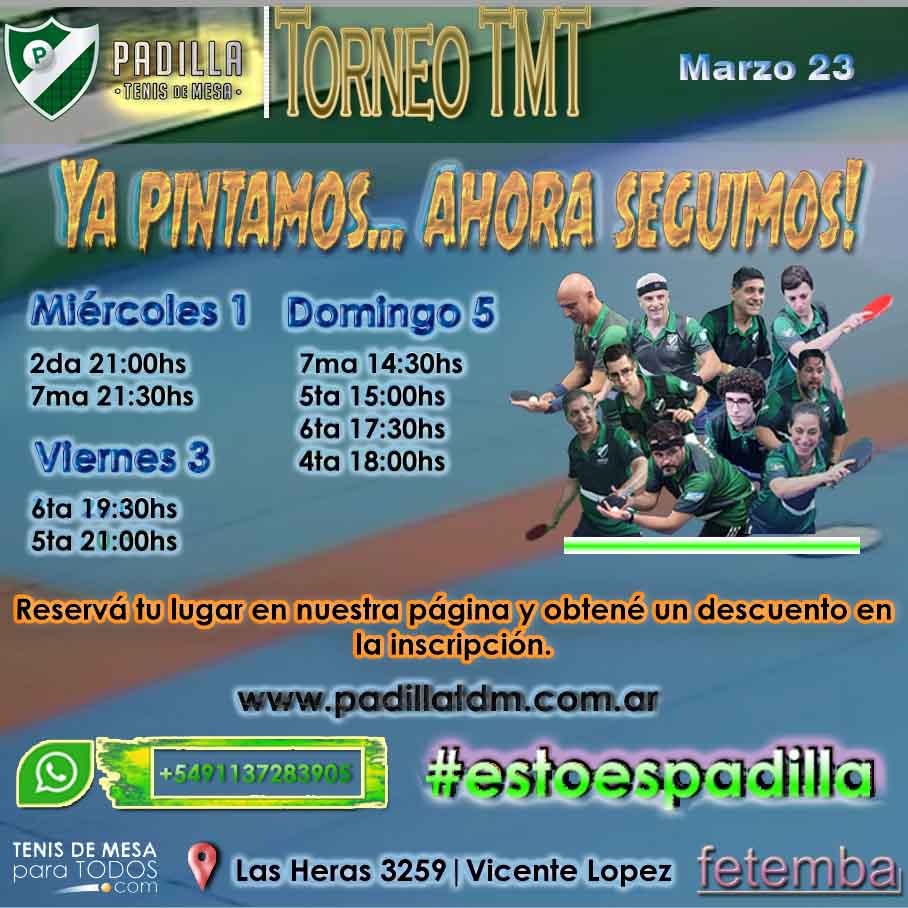 P
PADILLA
·TENIS DE MESA·
TORNEO TMT
Marzo 23
YA PINTAMOS... AHORA SEGUIMOS!
Miércoles 1
2da 21:00hs
7ma 21:30hs
Viernes 3
6ta 19:30hs
5ta 21:00hs
Domingo 5
7ma 14:30hs
5ta 15:00hs
6ta 17:30hs
4ta 18:00hs
Reservá tu lugar en nuestra página y obtené un descuento en
la inscripción.
www.padillatdm.com.ar
+5491137283905
#estoespadilla
TENIS DE MESA
para TODOS
.com
Las Heras 3259|Vicente Lopez
fetemba